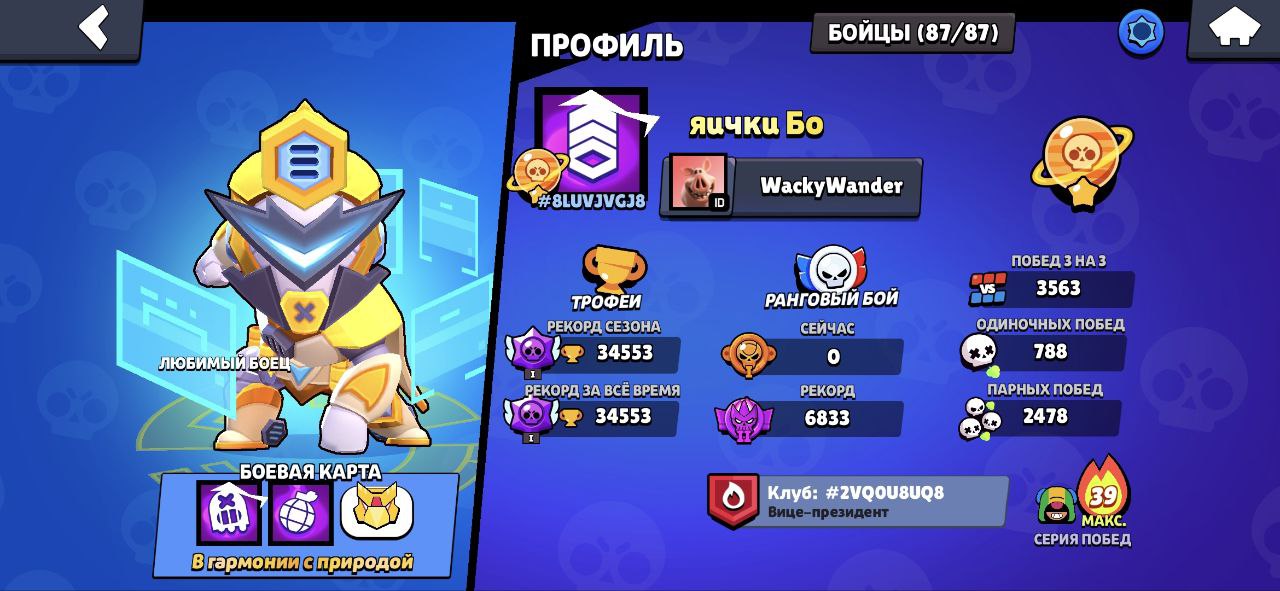 ПРОФИЛЬ
БОЙЦЫ (87/87)
яички Бо
#8LUVJVGJ8
ID
WackyWander
ТРОФЕИ
РЕКОРД СЕЗОНА
I
34553
РЕКОРД ЗА ВСЁ ВРЕМЯ
I
34553
РАНГОВЫЙ БОЙ
СЕЙЧАС
0
РЕКОРД
6833
ПОБЕД 3 НА 3
VS
3563
ОДИНОЧНЫХ ПОБЕД
788
ПАРНЫХ ПОБЕД
2478
ЛЮБИМЫЙ БОЕЦ
БОЕВАЯ КАРТА
В гармонии с природой
Клуб: #2VQ0U8UQ8
Вице-президент
39
МАКС.
СЕРИЯ ПОБЕД